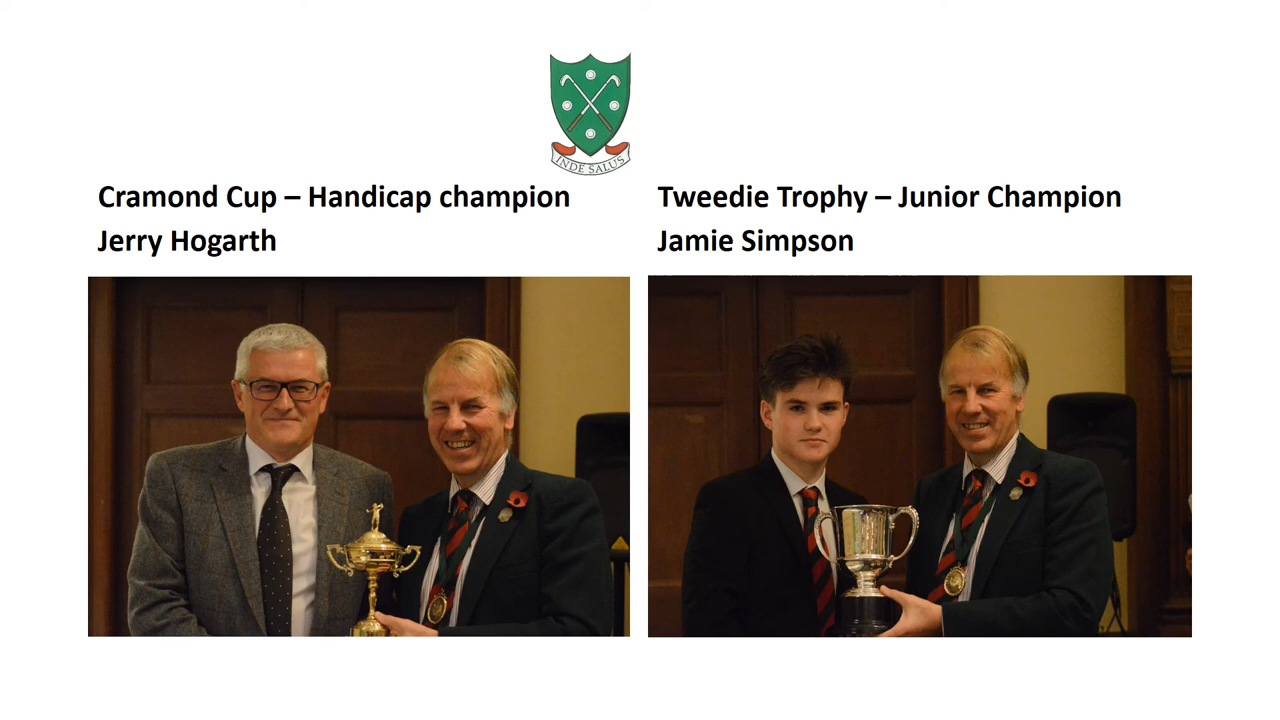 INDE SALUS
Cramond Cup – Handicap champion
Jerry Hogarth
Tweedie Trophy – Junior Champion
Jamie Simpson